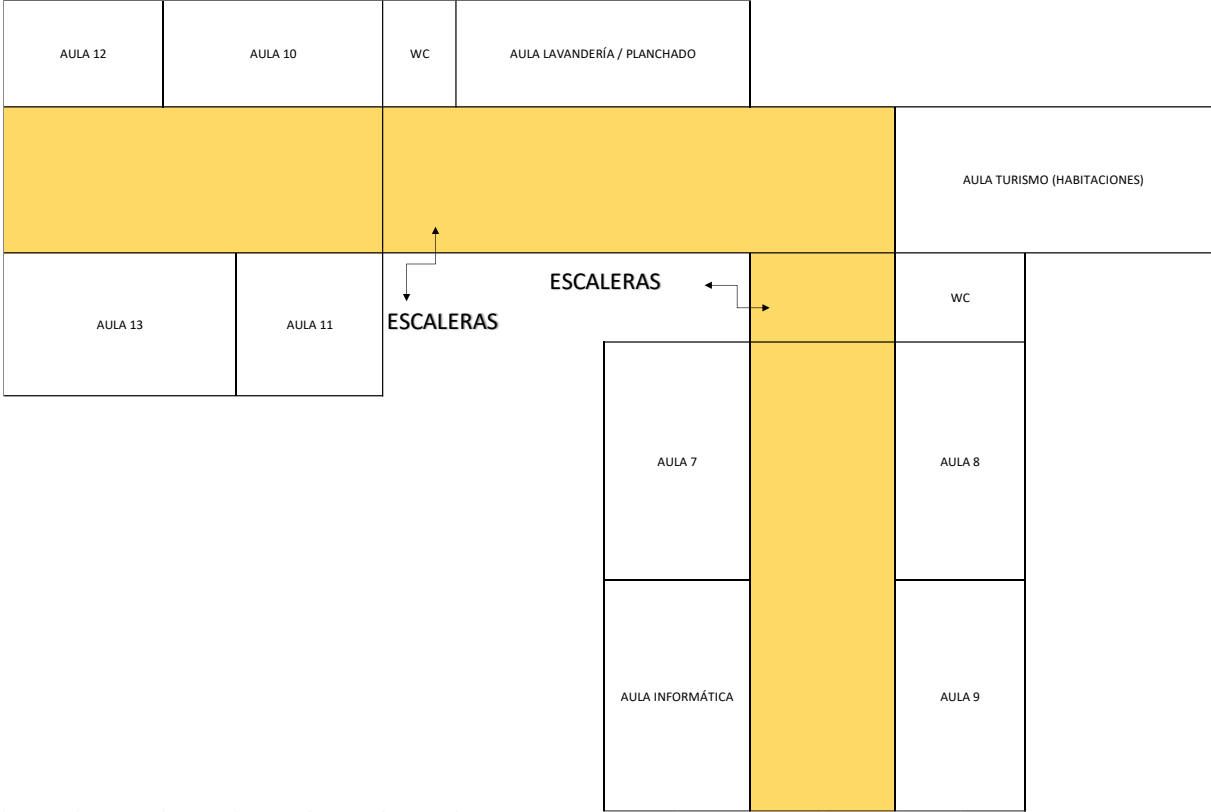 AULA 12
AULA 10
WC
AULA LAVANDERÍA / PLANCHADO
AULA TURISMO (HABITACIONES)
ESCALERAS
WC
AULA 13
AULA 11
ESCALERAS
AULA 7
AULA 8
AULA INFORMÁTICA
AULA 9